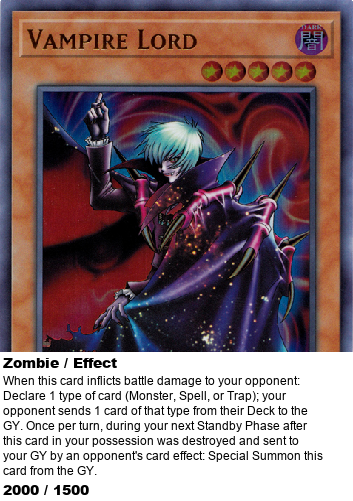 Vampire Lord
DARK
闇
Zombie / Effect
When this card inflicts battle damage to your opponent:
Declare 1 type of card (Monster, Spell, or Trap); your
opponent sends 1 card of that type from their Deck to the
GY. Once per turn, during your next Standby Phase after
this card in your possession was destroyed and sent to
your GY by an opponent's card effect: Special Summon this
card from the GY.
2000 / 1500